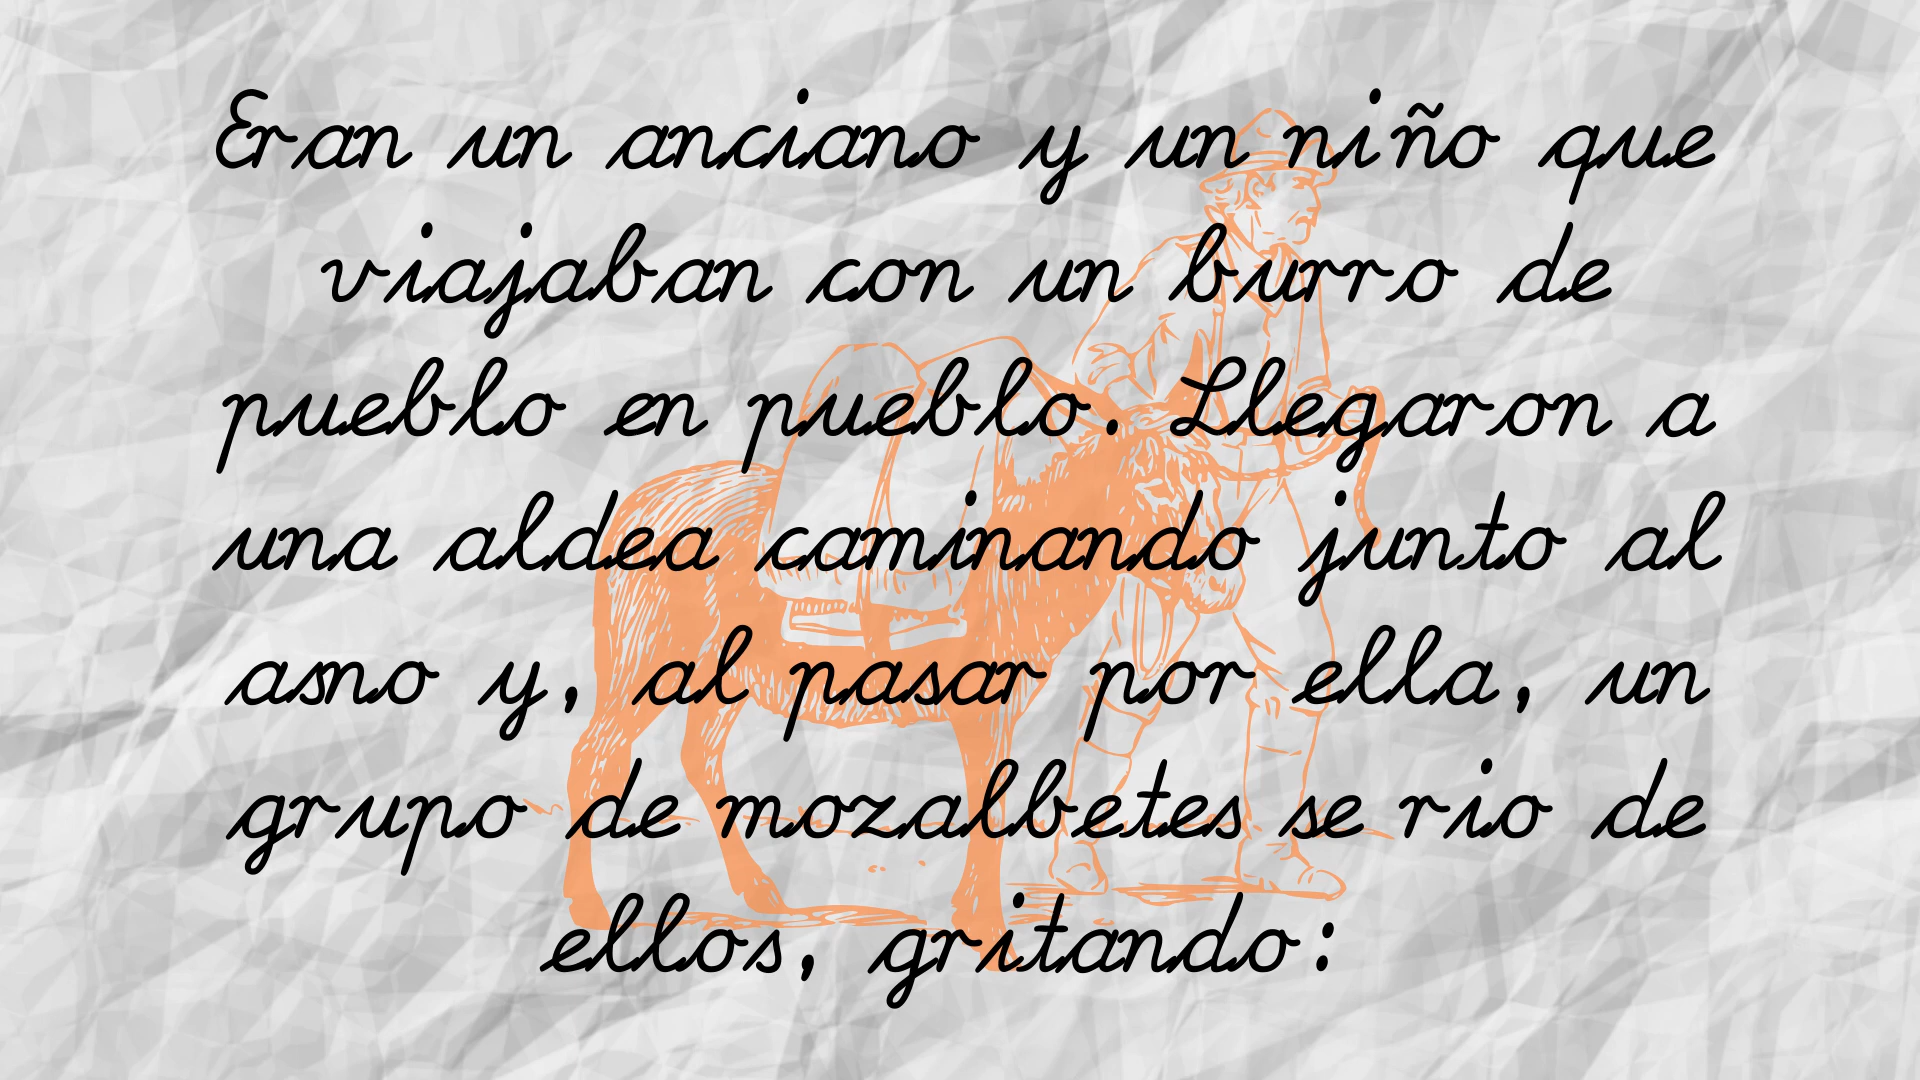 Eran un anciano y un niño que
viajaban con un burro de
pueblo en pueblo. Llegaron a
una aldea caminando junto al
asno y, al pasar por ella, un
grupo de mozalbetes se rio de
ellos, gritando: